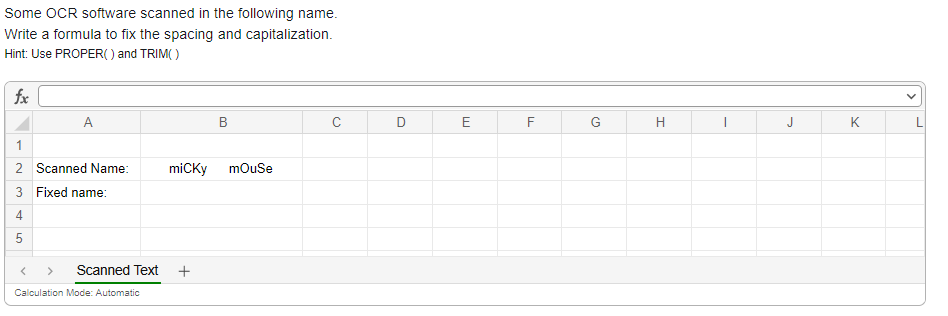 Some OCR software scanned in the following name.
Write a formula to fix the spacing and capitalization.
Hint: Use PROPER( ) and TRIM( )
fx
A B C D E F G H I J K L
1
2 Scanned Name: miCKy mOuSe
3 Fixed name:
4
5
Scanned Text +
Calculation Mode: Automatic